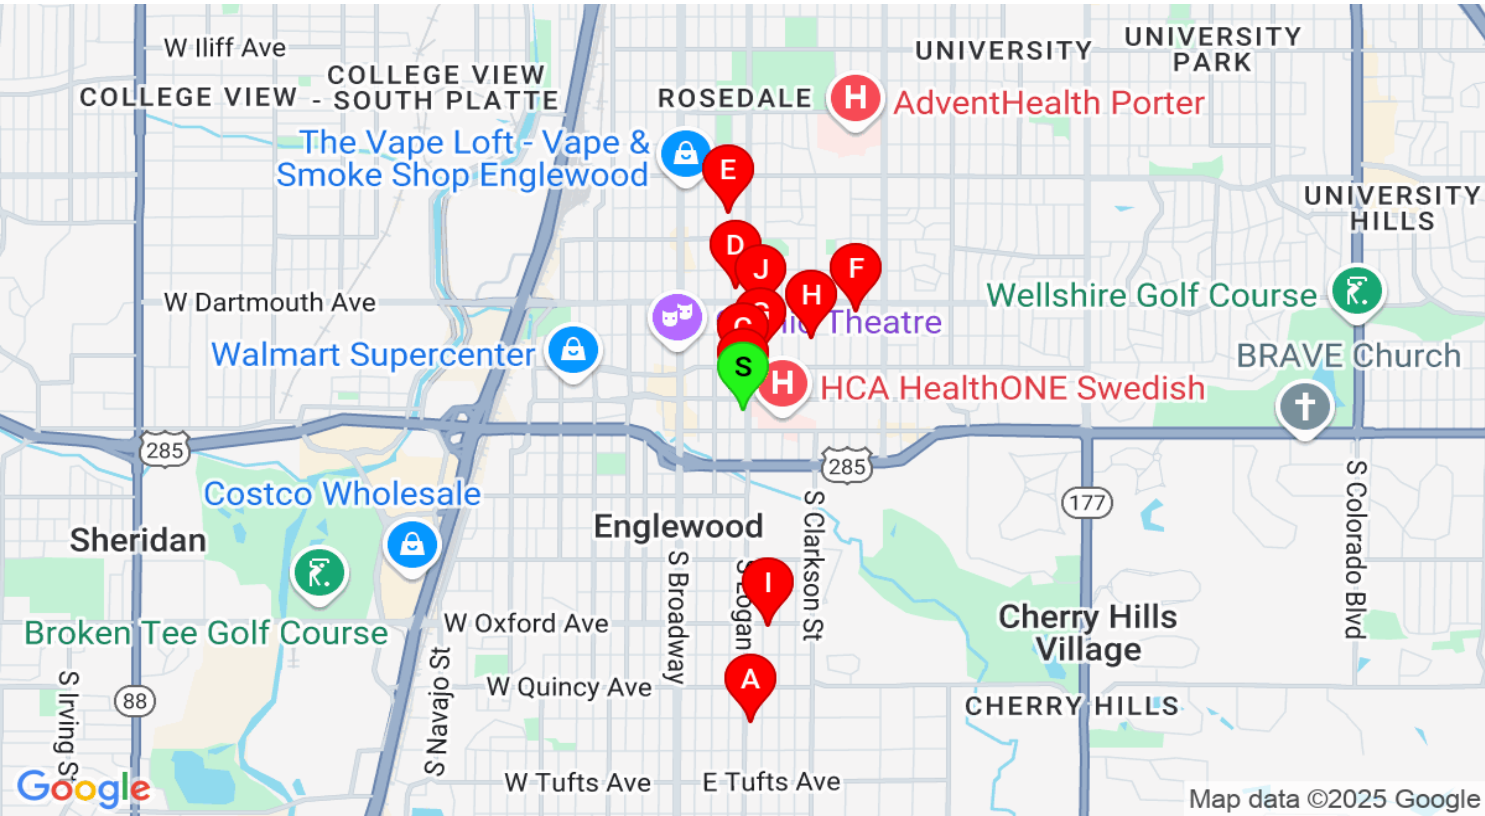 W Iliff Ave
UNIVERSITY
UNIVERSITY
PARK
COLLEGE VIEW
- SOUTH PLATTE
COLLEGE VIEW
ROSEDALE
H
AdventHealth Porter
The Vape Loft - Vape &
Smoke Shop Englewood
E
UNIVERSITY
HILLS
D
J
F
H
W Dartmouth Ave
Wellshire Golf Course
G
C
Theatre
Walmart Supercenter
BRAVE Church
S
H
HCA HealthONE Swedish
285
285
Costco Wholesale
177
Sheridan
Englewood
S Broadway
S Logan
S Clarkson St
S Colorado Blvd
I
W Oxford Ave
Broken Tee Golf Course
Cherry Hills
Village
S Irving St
88
S Navajo St
W Quincy Ave
A
CHERRY HILLS
W Tufts Ave
E Tufts Ave
Google
Map data ©2025 Google